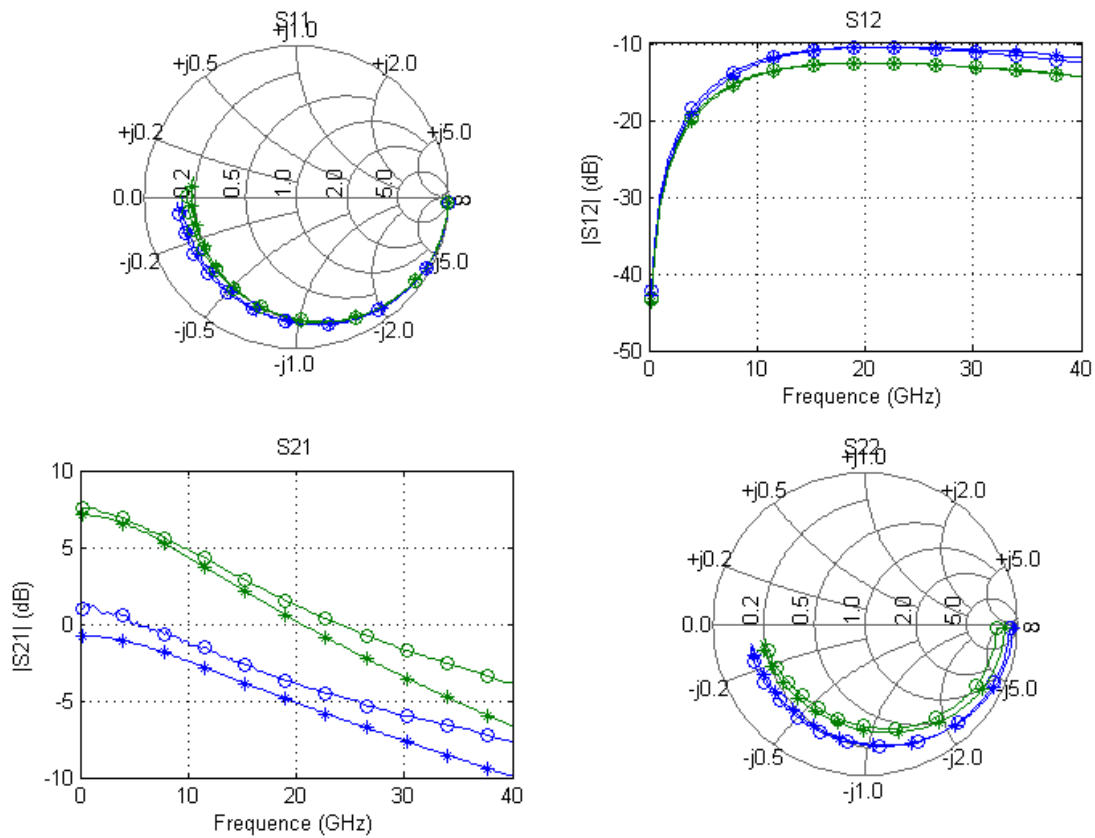 S11
+j1.0
+j0.5
+j2.0
+j0.2
+j5.0
0.0
0.2
0.5
1.0
2.0
5.0
∞
-j0.2
-j5.0
-j0.5
-j2.0
-j1.0
S12
-10
-20
-30
-40
-50
|S12| (dB)
0
10
20
30
40
Frequence (GHz)
S21
10
5
0
-5
-10
|S21| (dB)
0
10
20
30
40
Frequence (GHz)
S22
+j1.0
+j0.5
+j2.0
+j0.2
+j5.0
0.0
0.2
0.5
1.0
2.0
5.0
∞
-j0.2
-j5.0
-j0.5
-j2.0
-j1.0